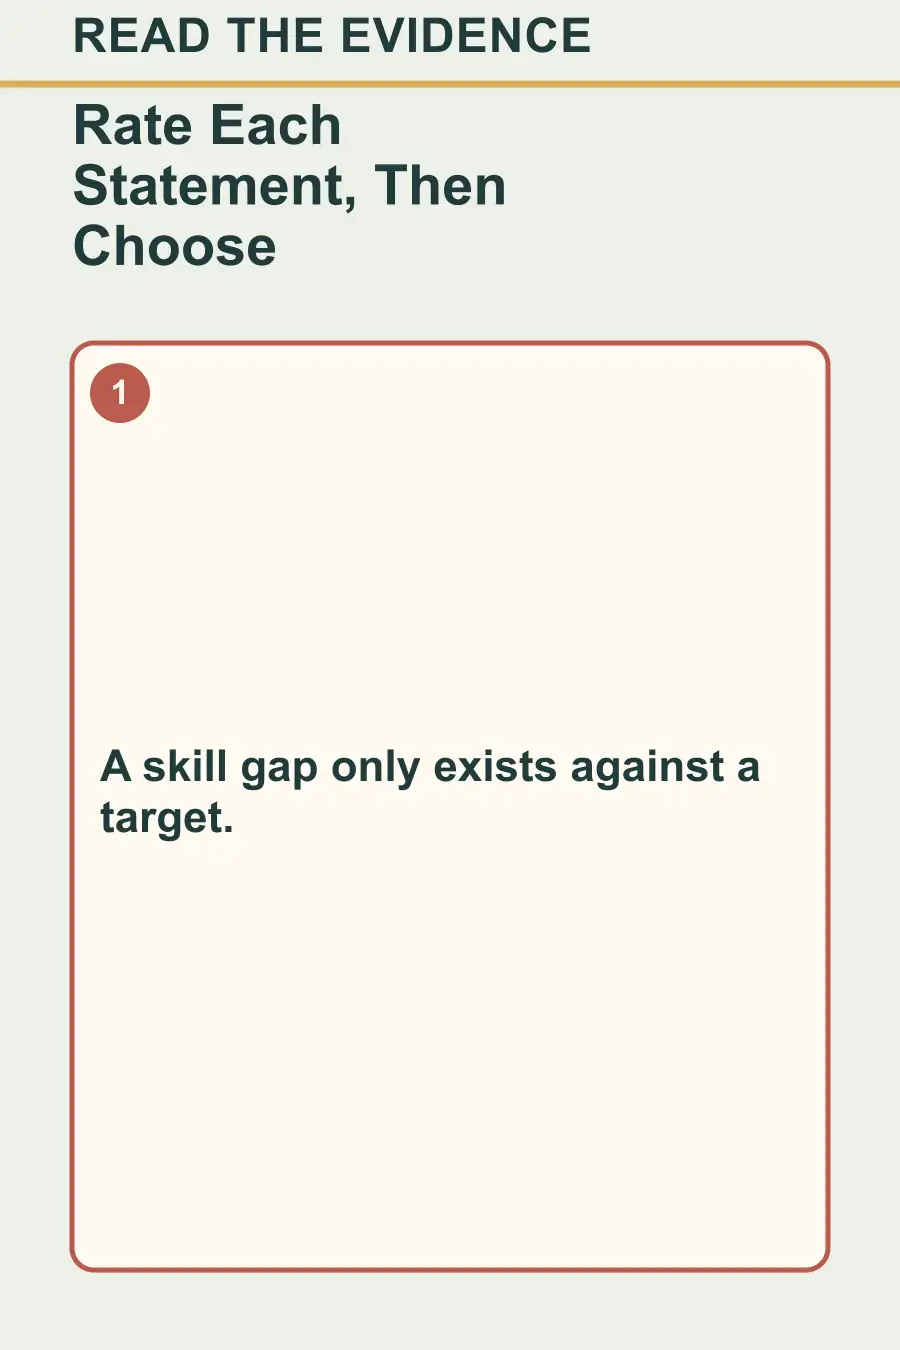 READ THE EVIDENCE
Rate Each
Statement, Then
Choose
1
A skill gap only exists against a
target.